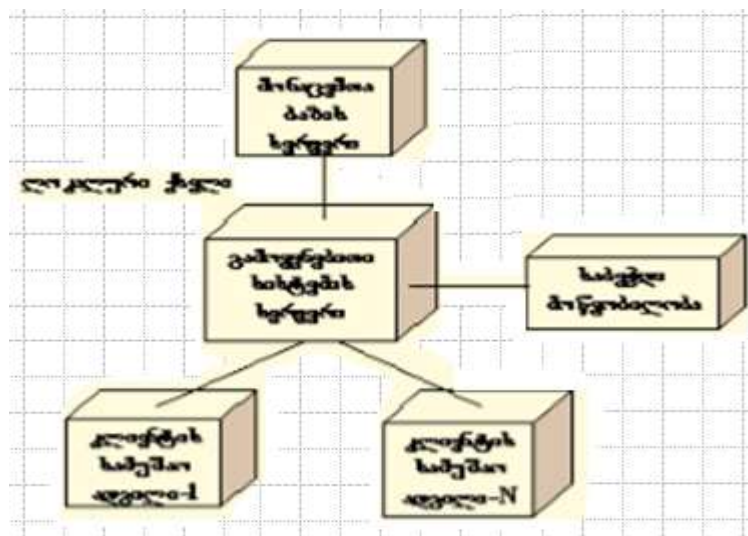 მონაცემთა
ბაზის
სერვერი
ლოკალური ქსელი
გამოყენებითი
სისტემის
სერვერი
საბეჭდი
მოწყობილობა
კლიენტის
სამუშაო
ადგილი-1
კლიენტის
სამუშაო
ადგილი-N